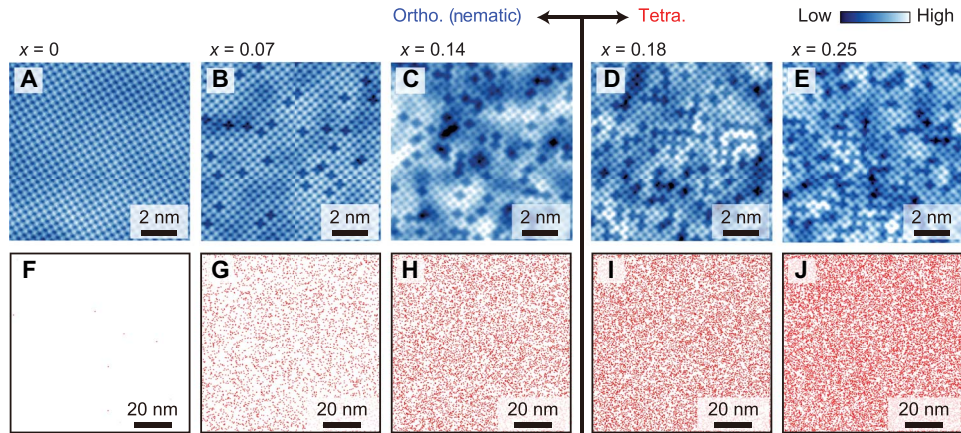 Ortho. (nematic) Tetra. Low High
x = 0 x = 0.07 x = 0.14 x = 0.18 x = 0.25
A B C D E
2 nm 2 nm 2 nm 2 nm 2 nm
F G H I J
20 nm 20 nm 20 nm 20 nm 20 nm